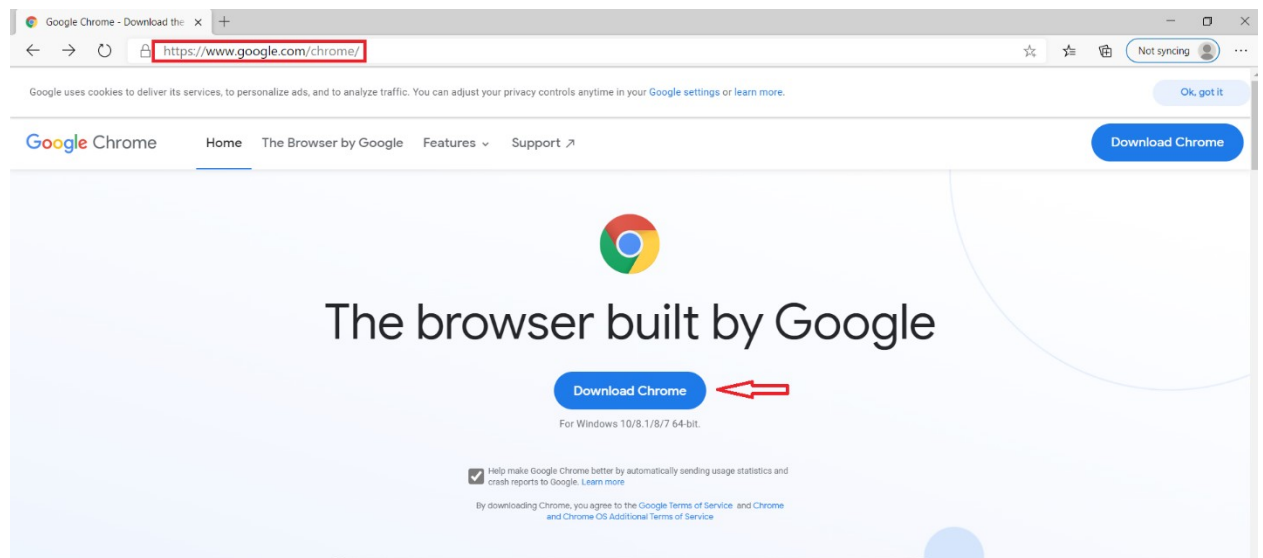 Google Chrome - Download the
https://www.google.com/chrome/
Not syncing
Google uses cookies to deliver its services, to personalize ads, and to analyze traffic. You can adjust your privacy controls anytime in your Google settings or learn more.
Ok, got it
Google Chrome
Home
The Browser by Google
Features
Support
Download Chrome
The browser built by Google
Download Chrome
For Windows 10/8.1/8/7 64-bit.
Help make Google Chrome better by automatically sending usage statistics and
crash reports to Google. Learn more
By downloading Chrome, you agree to the Google Terms of Service and Chrome
and Chrome OS Additional Terms of Service